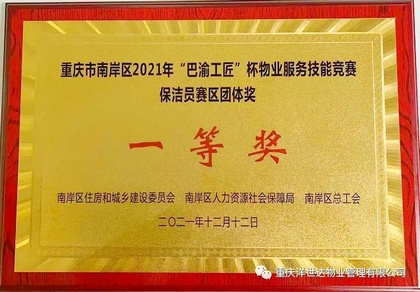 重庆市南岸区2021年“巴渝工匠”杯物业服务技能竞赛
保洁员赛区团体奖
一等奖
南岸区住房和城乡建设委员会 南岸区人力资源社会保障局 南岸区总工会
二〇二一年十二月十二日
重庆洋世达物业管理有限公司